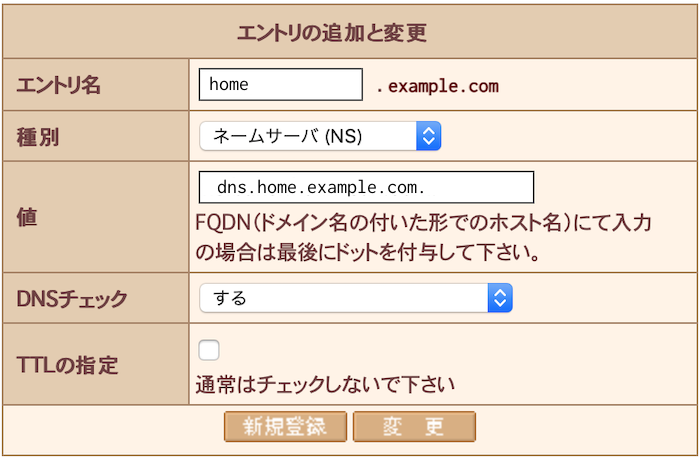 エントリの追加と変更
エントリ名
home
.example.com
種別
ネームサーバ (NS)
値
dns.home.example.com.
FQDN(ドメイン名の付いた形でのホスト名)にて入力
の場合は最後にドットを付与して下さい。
DNSチェック
する
TTLの指定
通常はチェックしないで下さい
新規登録
変 更